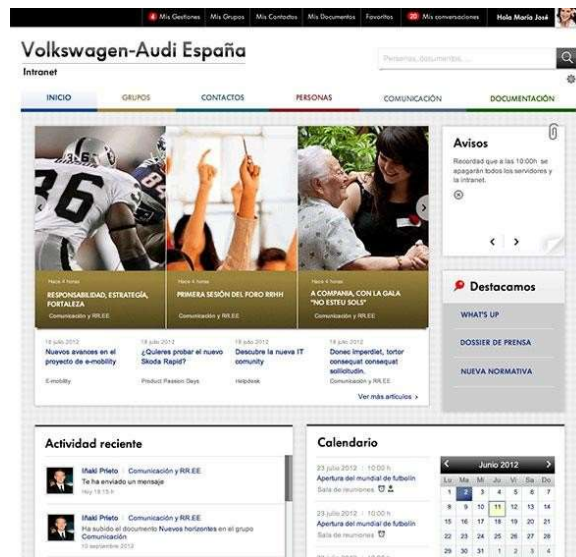 4 Mis Gestiones Mis Grupos Mis Contactos Mis Documentos Favoritos 20 Mis conversaciones Hola María José
Volkswagen-Audi España
Intranet
Personas, documentos, ...
INICIO GRUPOS CONTACTOS PERSONAS COMUNICACIÓN DOCUMENTACIÓN
36
84
Hace 4 horas
RESPONSABILIDAD, ESTRATEGÍA,
FORTALEZA
Comunicación y RR.EE
Hace 4 horas
PRIMERA SESIÓN DEL FORO RRHH
Comunicación y RR.EE
Hace 4 horas
A COMPANIA, CON LA GALA
"NO ESTEU SOLS"
Comunicación y RR.EE
Avisos
Recordad que a las 10:00h se
apagarán todos los servidores y
la intranet.
Destacamos
WHAT'S UP
DOSSIER DE PRENSA
NUEVA NORMATIVA
18 julio 2012
Nuevos avances en el
proyecto de e-mobility
E-mobility
18 julio 2012
¿Quieres probar el nuevo
Skoda Rapid?
Product Passion Days
18 julio 2012
Descubre la nueva IT
comunity
Helpdesk
18 julio 2012
Donec imperdiet, tortor
consequat consequat
sollicitudin.
Comunicación y RR.EE
Ver más artículos ›
Actividad reciente
Iñaki Prieto | Comunicación y RR.EE
Te ha enviado un mensaje
Hoy 18:15 h
Iñaki Prieto | Comunicación y RR.EE
Ha subido el documento Nuevos horizontes en el grupo
Comunicación
13 septiembre 2012
Calendario
23 julio 2012 | 10:00 h
Apertura del mundial de futbolín
Sala de reuniones
23 julio 2012 | 10:00 h
Apertura del mundial de futbolín
Sala de reuniones
Junio 2012
Lu Ma Mi Ju Vi Sa Do
1 2 3 4 5 6 7
8 9 10 11 12 13 14
15 16 17 18 19 20 21
22 23 24 25 26 27 28
29 30 31 1 2 3 4